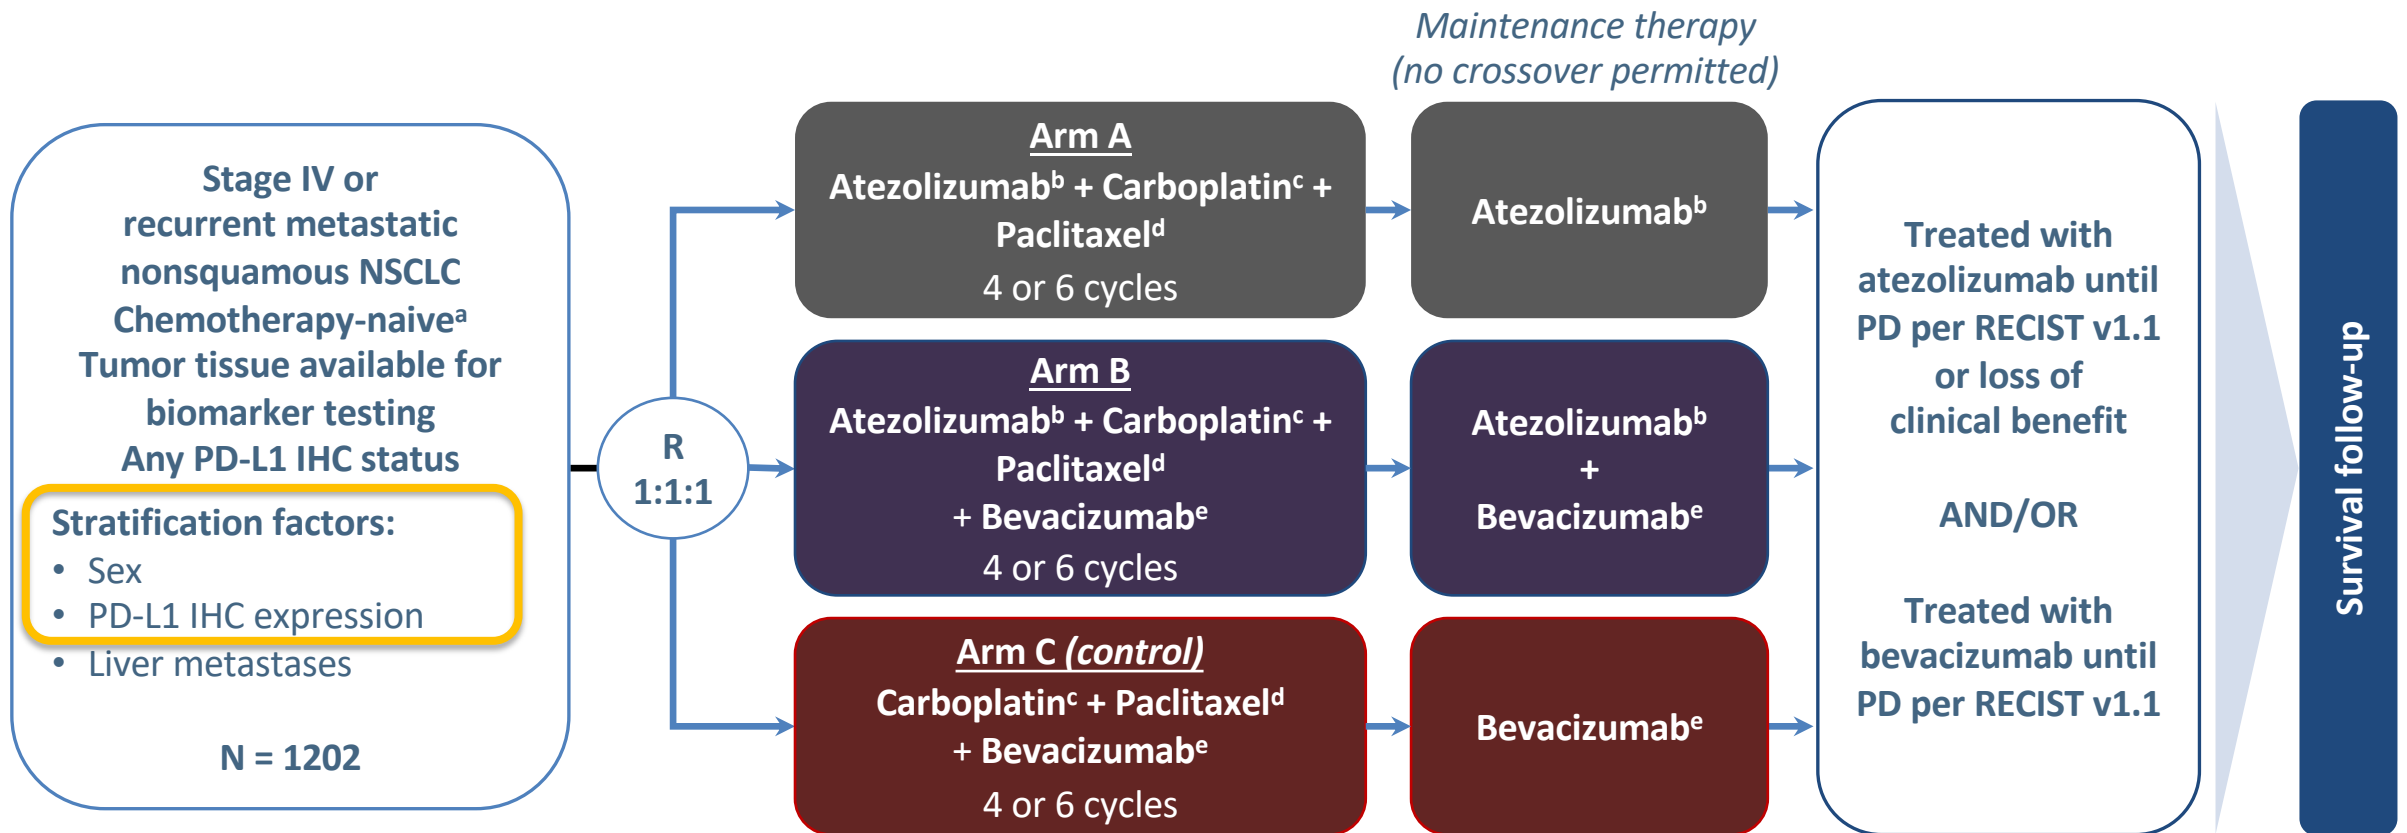 Maintenance therapy
(no crossover permitted)
Stage IV or
recurrent metastatic
nonsquamous NSCLC
Chemotherapy-naiveᵃ
Tumor tissue available for
biomarker testing
Any PD-L1 IHC status
Stratification factors:
• Sex
• PD-L1 IHC expression
• Liver metastases
N = 1202
R
1:1:1
Arm A
Atezolizumabᵇ + Carboplatinᶜ +
Paclitaxelᵈ
4 or 6 cycles
Atezolizumabᵇ
Arm B
Atezolizumabᵇ + Carboplatinᶜ +
Paclitaxelᵈ
+ Bevacizumabᵉ
4 or 6 cycles
Atezolizumabᵇ
+
Bevacizumabᵉ
Arm C (control)
Carboplatinᶜ + Paclitaxelᵈ
+ Bevacizumabᵉ
4 or 6 cycles
Bevacizumabᵉ
Treated with
atezolizumab until
PD per RECIST v1.1
or loss of
clinical benefit
AND/OR
Treated with
bevacizumab until
PD per RECIST v1.1
Survival follow-up